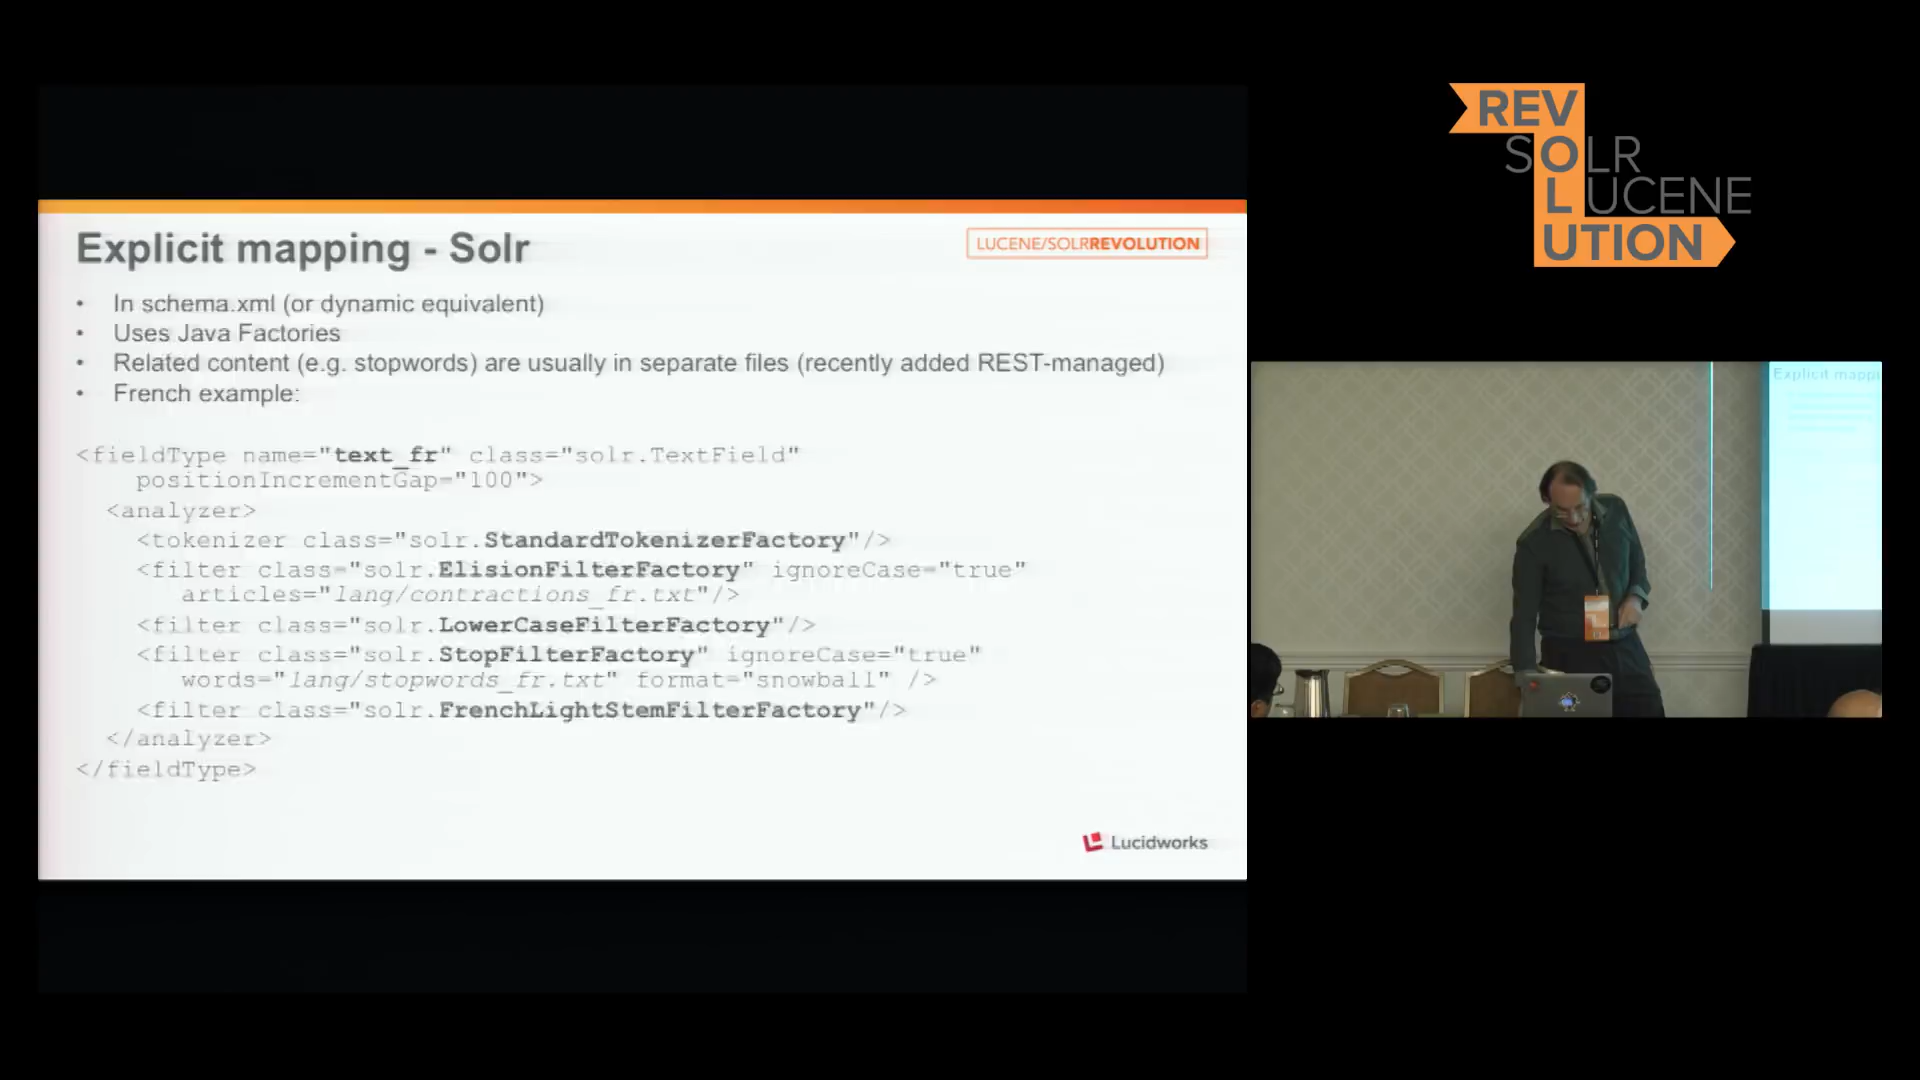 Explicit mapping - Solr
LUCENE/SOLRREVOLUTION
• In schema.xml (or dynamic equivalent)
• Uses Java Factories
• Related content (e.g. stopwords) are usually in separate files (recently added REST-managed)
• French example:
<fieldType name="text_fr" class="solr.TextField"
positionIncrementGap="100">
<analyzer>
<tokenizer class="solr.StandardTokenizerFactory"/>
<filter class="solr.ElisionFilterFactory" ignoreCase="true"
articles="lang/contractions_fr.txt"/>
<filter class="solr.LowerCaseFilterFactory"/>
<filter class="solr.StopFilterFactory" ignoreCase="true"
words="lang/stopwords_fr.txt" format="snowball" />
<filter class="solr.FrenchLightStemFilterFactory"/>
</analyzer>
</fieldType>
Lucidworks
REV
SOLR
LUCENE
UTION
Explicit mapp